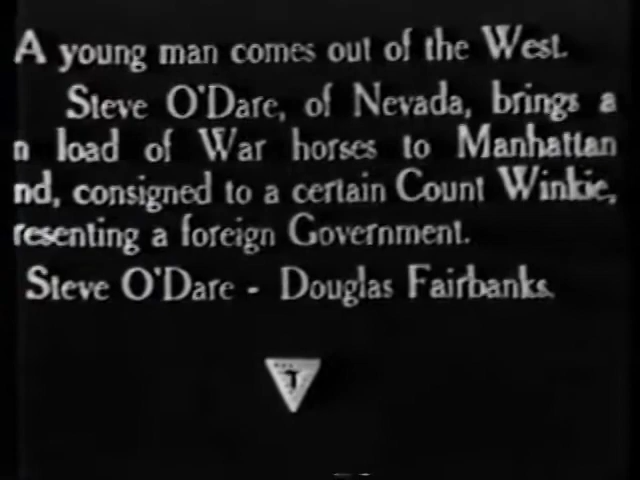 A young man comes out of the West.
Steve O'Dare, of Nevada, brings a
n load of War horses to Manhattan
nd, consigned to a certain Count Winkie,
resenting a foreign Government.
Steve O'Dare - Douglas Fairbanks.
T